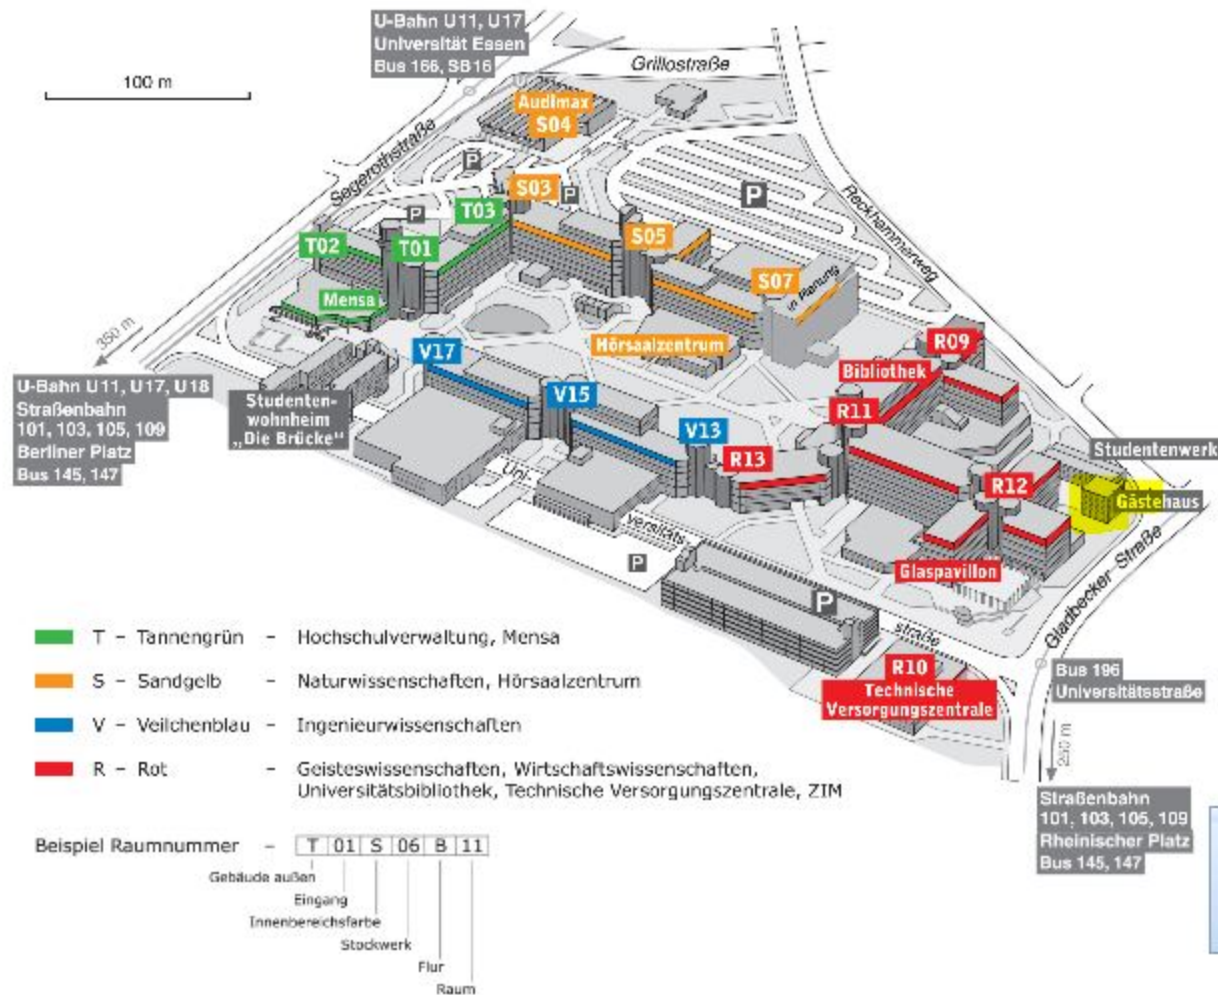 U-Bahn U11, U17
Universität Essen
Bus 166, SB16
100 m
Grillostraße
Audimax
S04
Segerothstraße
P
S03
P
P
Reckhammerweg
T03
P
T02
T01
S05
S07
in Planung
Mensa
350 m
Hörsaalzentrum
R09
V17
Bibliothek
U-Bahn U11, U17, U18
Straßenbahn
101, 103, 105, 109
Berliner Platz
Bus 145, 147
Studenten-
wohnheim
„Die Brücke“
V15
R11
V13
R13
Studentenwerk
R12
Gästehaus
Uni-
versitäts-
straße
P
Glaspavillon
P
Gladbecker Straße
R10
Technische
Versorgungszentrale
Bus 196
Universitätsstraße
250 m
Straßenbahn
101, 103, 105, 109
Rheinischer Platz
Bus 145, 147
T – Tannengrün – Hochschulverwaltung, Mensa
S – Sandgelb – Naturwissenschaften, Hörsaalzentrum
V – Veilchenblau – Ingenieurwissenschaften
R – Rot – Geisteswissenschaften, Wirtschaftswissenschaften,
Universitätsbibliothek, Technische Versorgungszentrale, ZIM
Beispiel Raumnummer – T 01 S 06 B 11
Gebäude außen
Eingang
Innenbereichsfarbe
Stockwerk
Flur
Raum